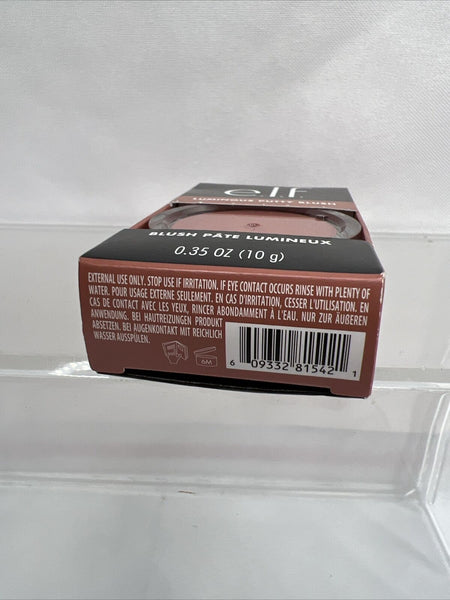 e.l.f.
LUMINOUS PUTTY BLUSH
BLUSH PÂTE LUMINEUX
0.35 OZ (10 g)
EXTERNAL USE ONLY. STOP USE IF IRRITATION. IF EYE CONTACT OCCURS RINSE WITH PLENTY OF
WATER. POUR USAGE EXTERNE SEULEMENT. EN CAS D'IRRITATION, CESSER L'UTILISATION. EN
CAS DE CONTACT AVEC LES YEUX, RINCER ABONDAMMENT À L'EAU. NUR ZUR ÄUßEREN
ANWENDUNG. BEI HAUTREIZUNGEN PRODUKT
ABSETZEN. BEI AUGENKONTAKT MIT REICHLICH
WASSER AUSSPÜLEN.
6M
6 09332 81542 1